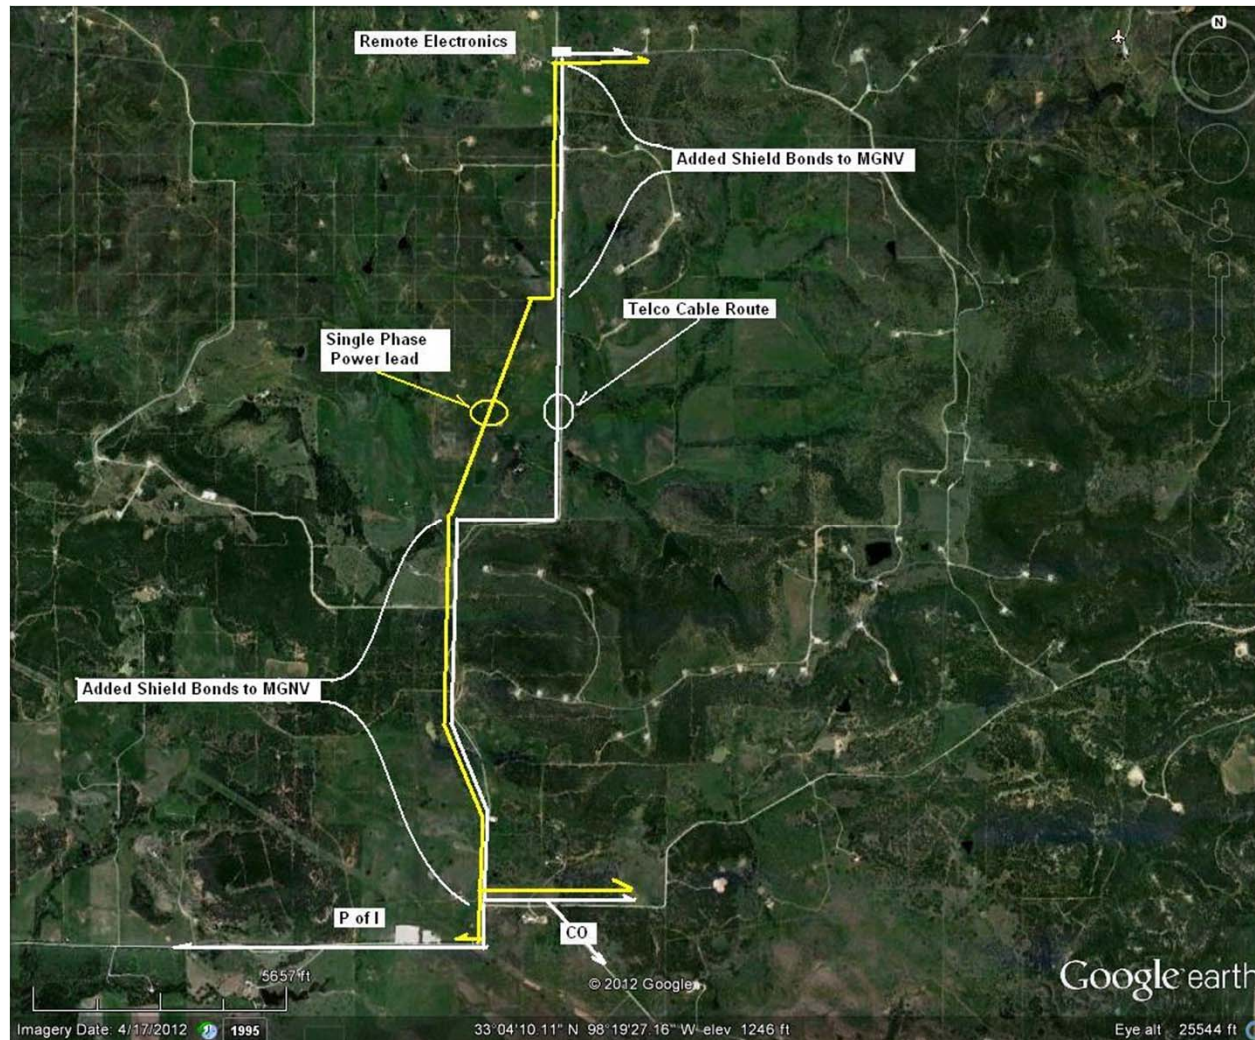 Remote Electronics
N
Added Shield Bonds to MGNV
Telco Cable Route
Single Phase
Power lead
Added Shield Bonds to MGNV
P of I
CO
5657 ft
© 2012 Google
Google earth
Imagery Date: 4/17/2012
1995
33°04'10.11" N 98°19'27.16" W elev 1246 ft
Eye alt 25544 ft